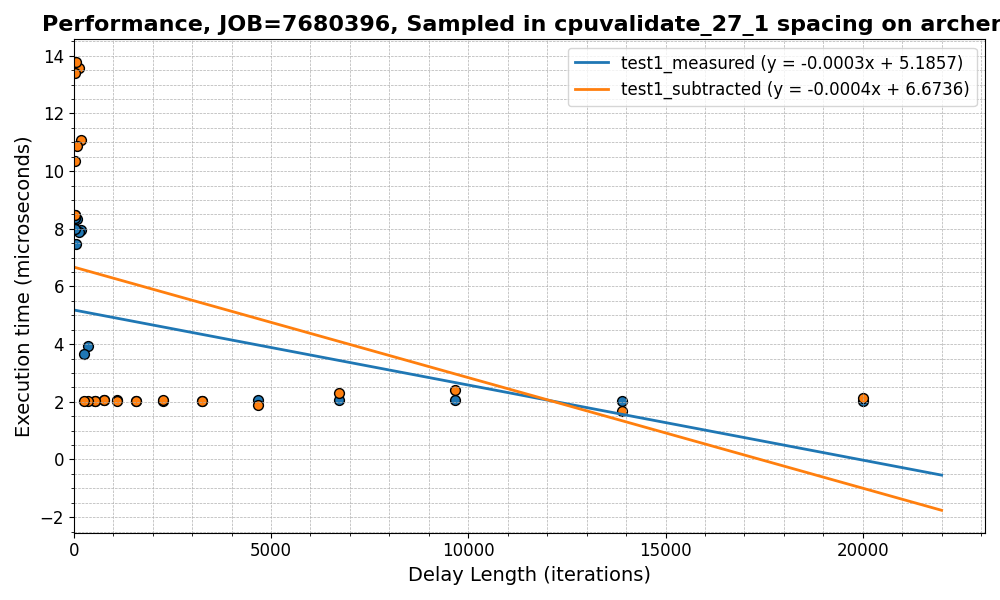 Performance, JOB=7680396, Sampled in cpuvalidate_27_1 spacing on archer
test1_measured (y = -0.0003x + 5.1857)
test1_subtracted (y = -0.0004x + 6.6736)
Execution time (microseconds)
14
12
10
8
6
4
2
0
−2
0 5000 10000 15000 20000
Delay Length (iterations)